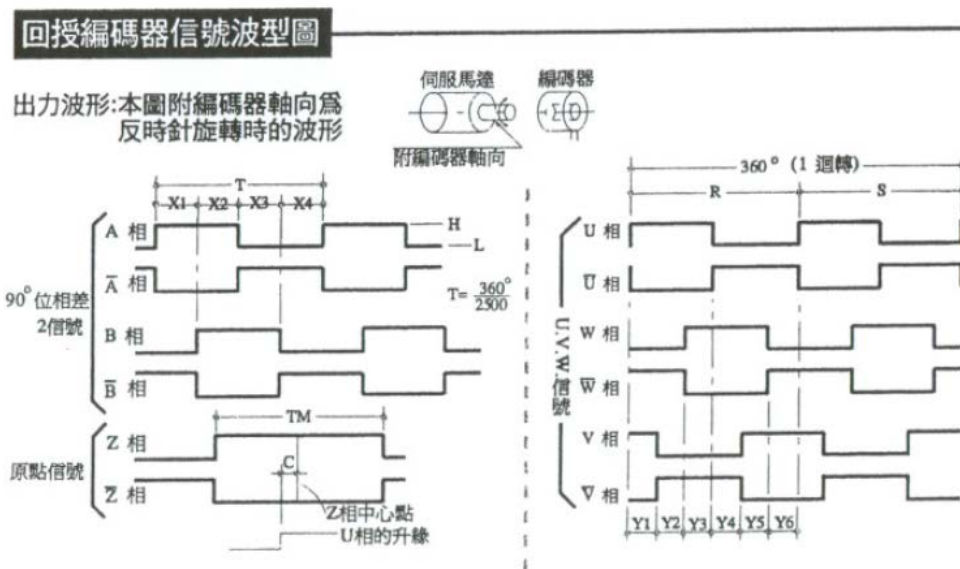 回授編碼器信號波型圖
出力波形:本圖附編碼器軸向爲
反時針旋轉時的波形
伺服馬達
編碼器
附編碼器軸向
T
X1 X2 X3 X4
A 相
H
L
A̅ 相
T=360°/2500
90°位相差
2信號
B 相
B̅ 相
TM
Z 相
C
原點信號
Z̅ 相
Z相中心點
U相的升緣
360° (1 迴轉)
R
S
U 相
U̅ 相
U.V.W.信號
W 相
W̅ 相
V 相
V̅ 相
Y1 Y2 Y3 Y4 Y5 Y6